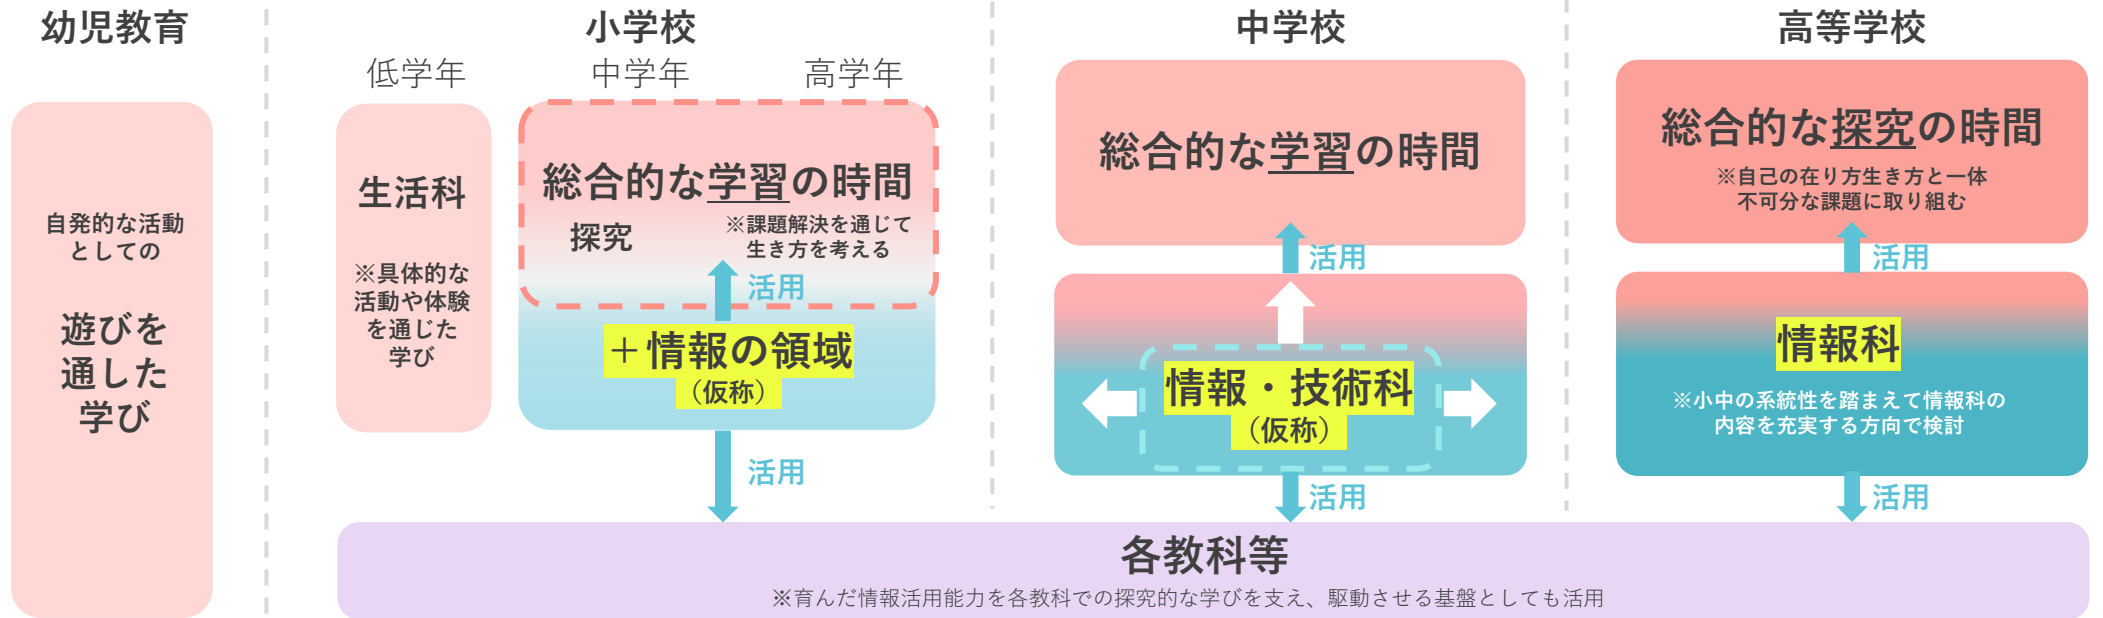 幼児教育
自発的な活動
としての
遊びを
通した
学び
小学校
低学年
中学年
高学年
生活科
※具体的な
活動や体験
を通じた
学び
総合的な学習の時間
探究
※課題解決を通じて
生き方を考える
活用
＋情報の領域
（仮称）
活用
中学校
総合的な学習の時間
活用
情報・技術科
（仮称）
活用
高等学校
総合的な探究の時間
※自己の在り方生き方と一体
不可分な課題に取り組む
活用
情報科
※小中の系統性を踏まえて情報科の
内容を充実する方向で検討
活用
各教科等
※育んだ情報活用能力を各教科での探究的な学びを支え、駆動させる基盤としても活用